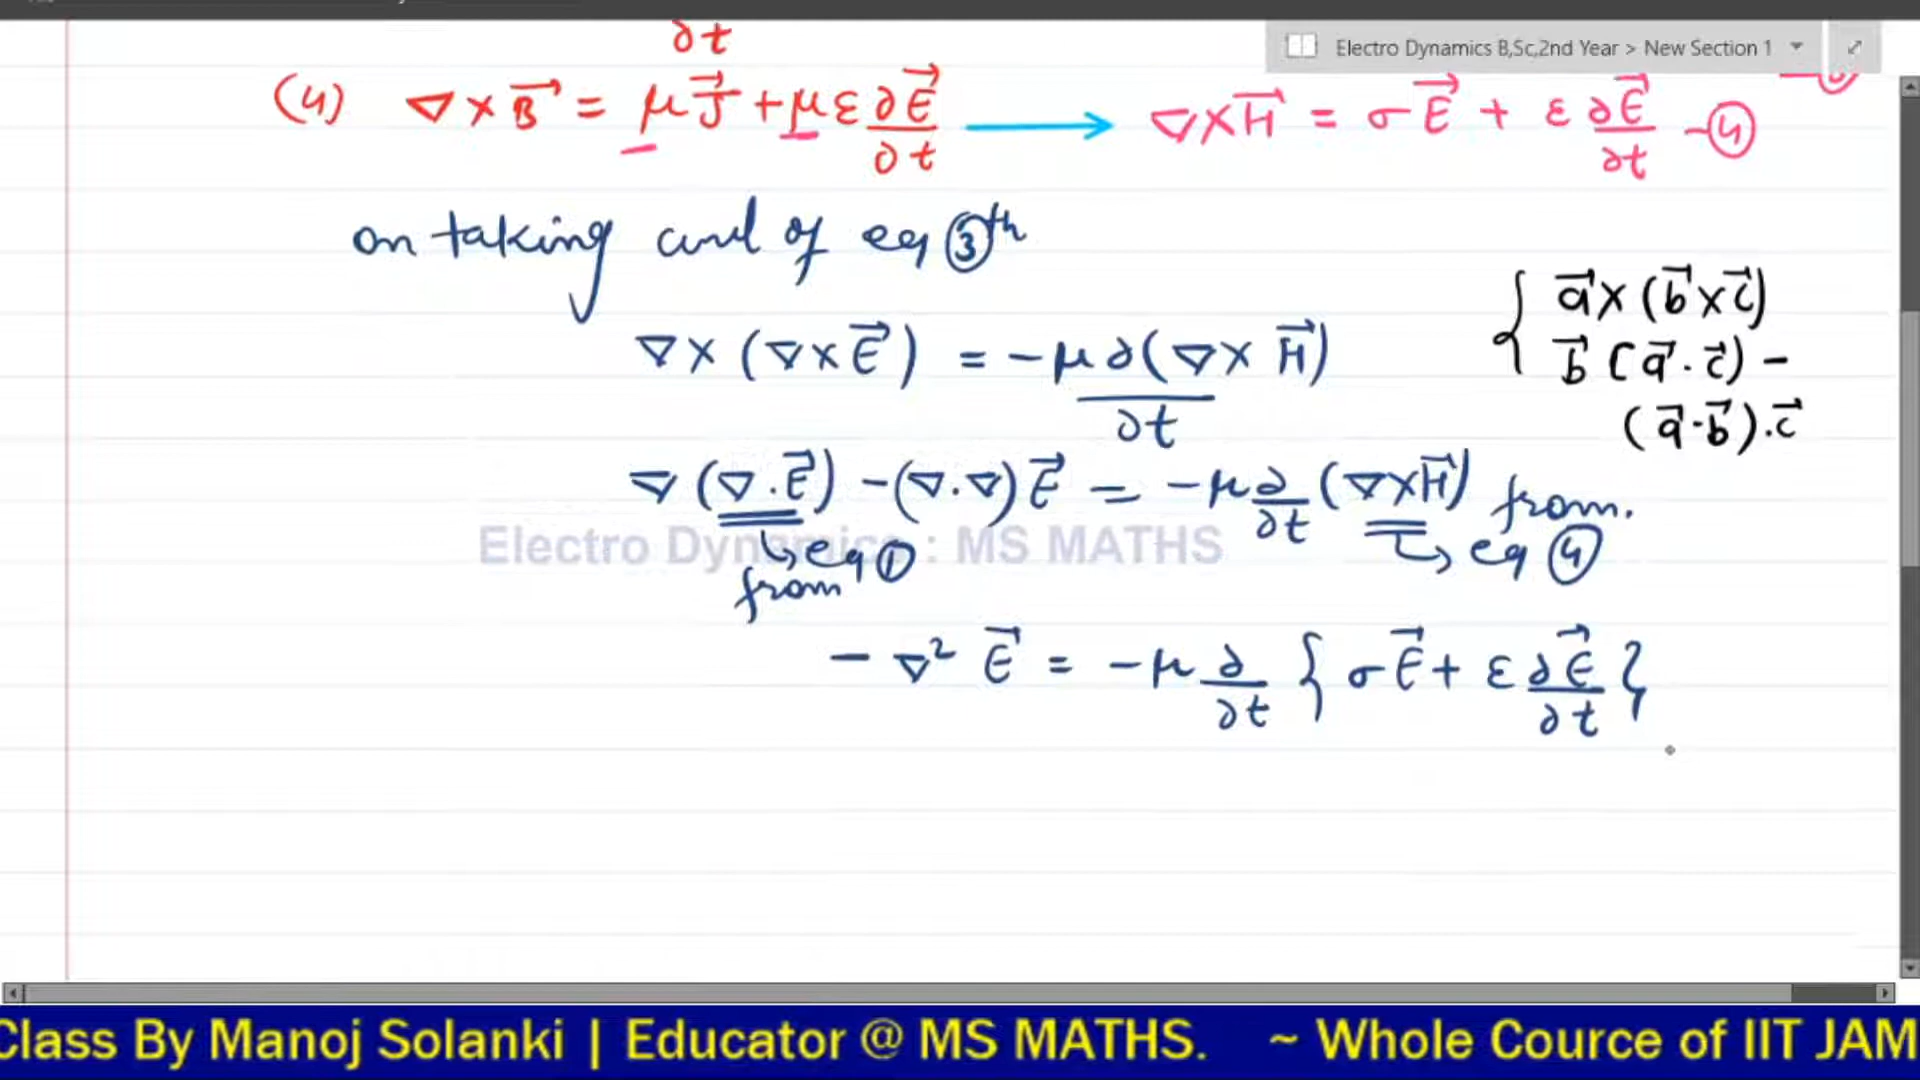 ∂t
Electro Dynamics B,Sc,2nd Year > New Section 1
(4) ∇×B⃗ = μJ⃗ + με ∂E⃗/∂t → ∇×H⃗ = σE⃗ + ε ∂E⃗/∂t –④
on taking curl of eq ③th
∇×(∇×E⃗) = -μ∂(∇×H⃗)/∂t
{ a⃗×(b⃗×c⃗)
b⃗(a⃗.c⃗) -
(a⃗.b⃗).c⃗
∇(∇.E⃗) - (∇.∇)E⃗ = -μ ∂/∂t (∇×H⃗) from.
↳ eq ① ↳ eq ④
from
Electro Dynamics : MS MATHS
- ∇² E⃗ = -μ ∂/∂t { σE⃗ + ε ∂E⃗/∂t }
Class By Manoj Solanki | Educator @ MS MATHS. ~ Whole Cource of IIT JAM